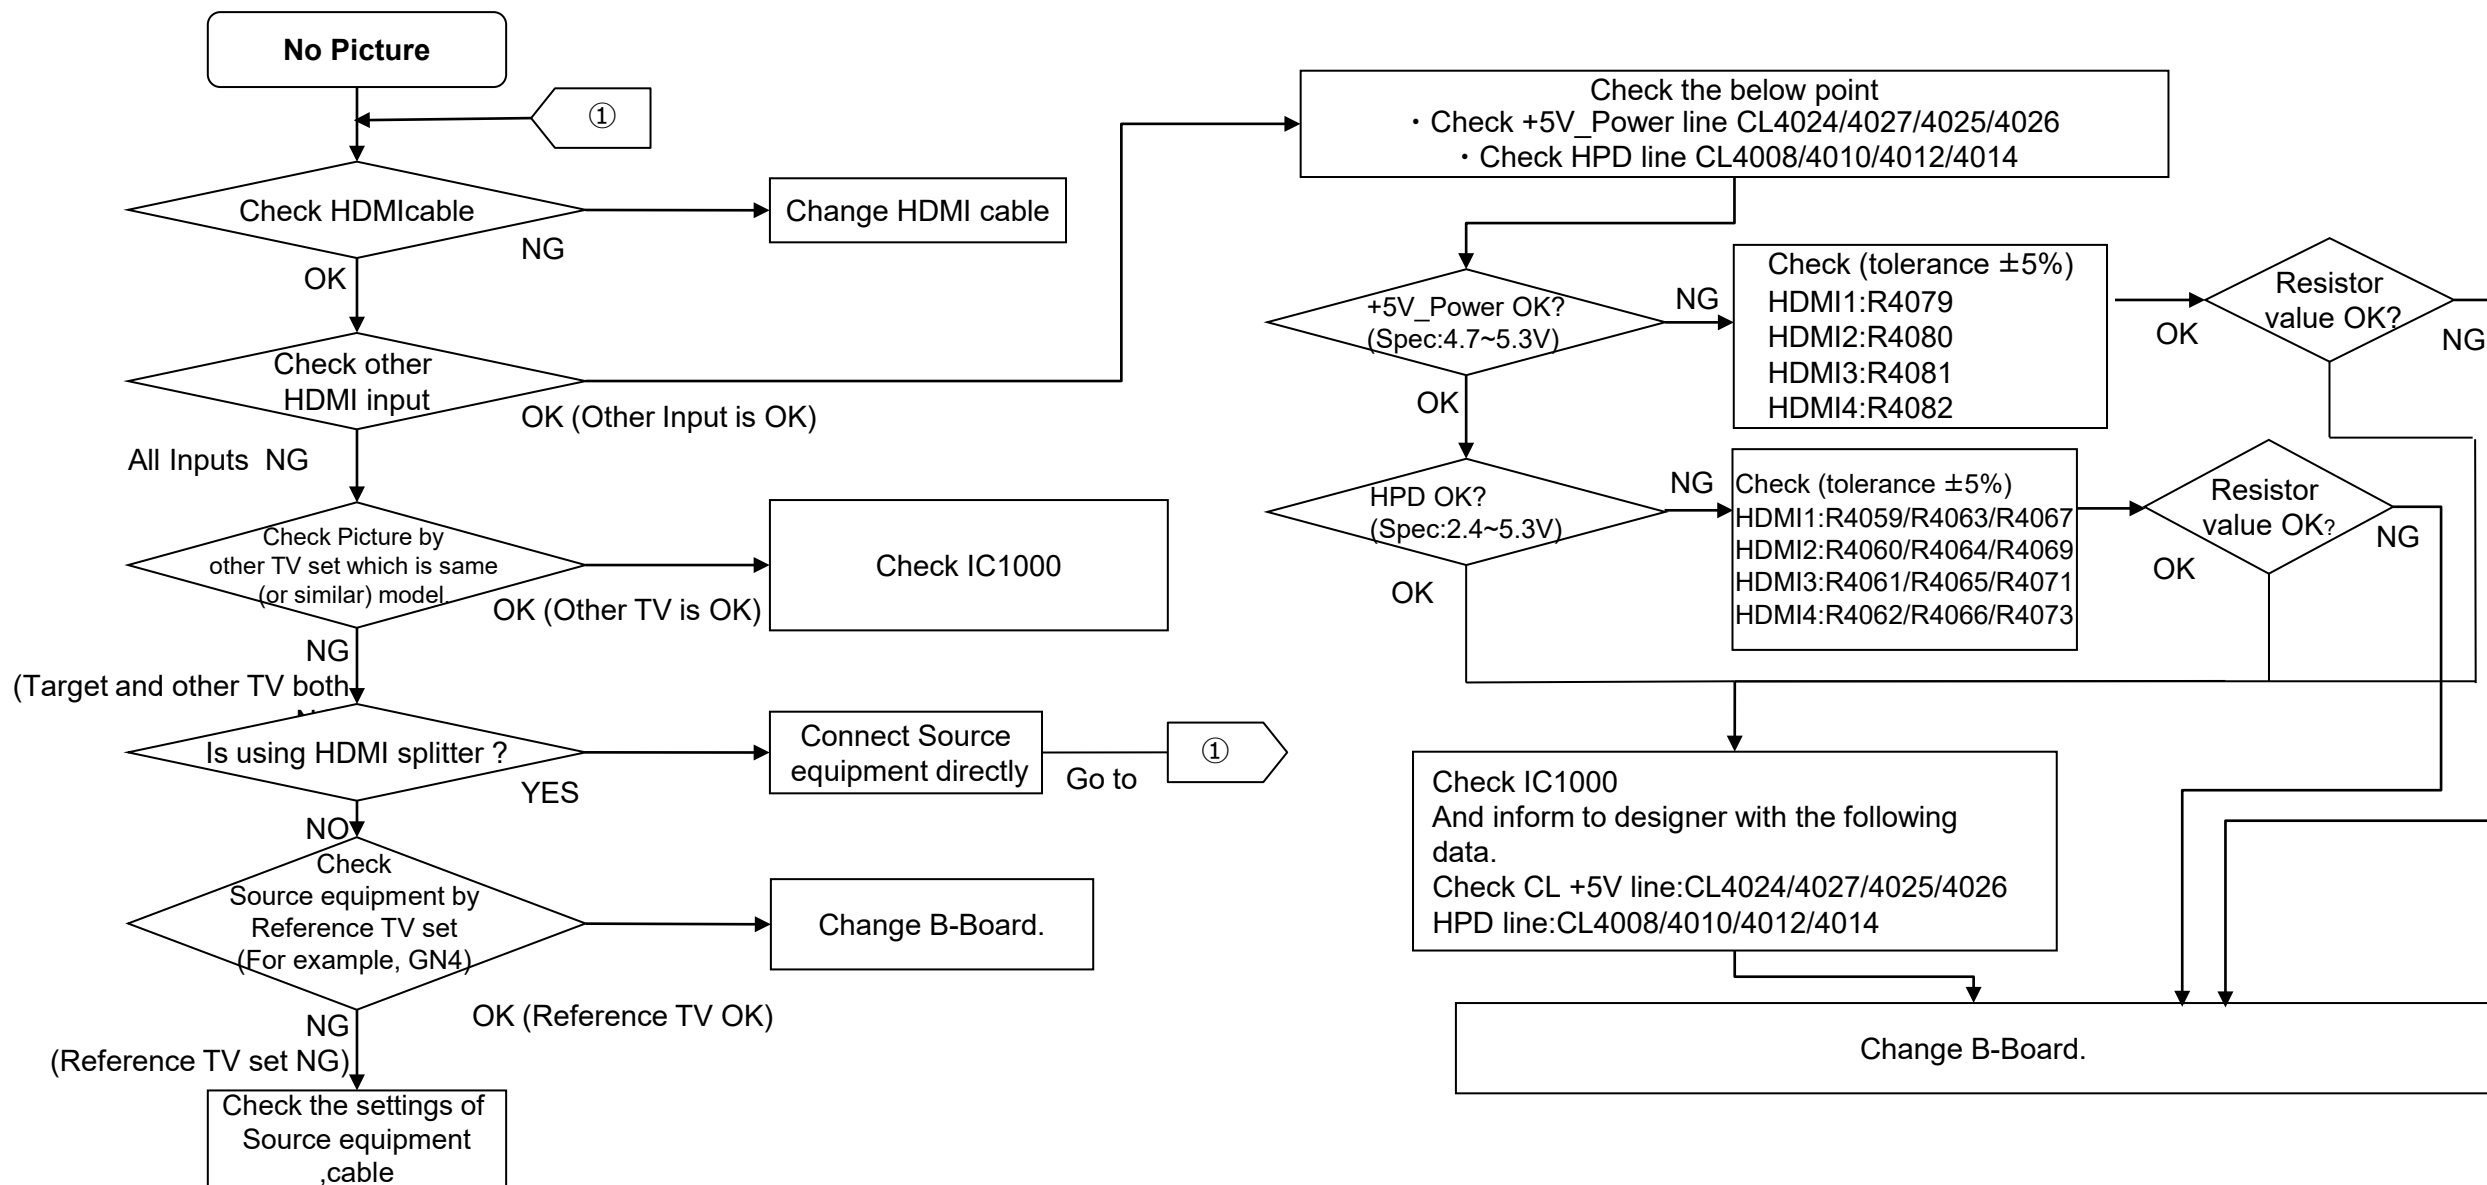 No Picture
①
Check HDMIcable
NG
Change HDMI cable
OK
Check other
HDMI input
OK (Other Input is OK)
All Inputs  NG
Check Picture by
other TV set which is same
(or similar) model.
OK (Other TV is OK)
Check IC1000
NG
(Target and other TV both
Is using HDMI splitter ?
YES
Connect Source
equipment directly
Go to
①
NO
Check
Source equipment by
Reference TV set
(For example, GN4)
Change B-Board.
OK (Reference TV OK)
NG
(Reference TV set NG)
Check the settings of
Source equipment
,cable
Check the below point
・Check +5V_Power line CL4024/4027/4025/4026
・Check HPD line CL4008/4010/4012/4014
+5V_Power OK?
(Spec:4.7~5.3V)
NG
Check (tolerance ±5%)
HDMI1:R4079
HDMI2:R4080
HDMI3:R4081
HDMI4:R4082
OK
Resistor
value OK?
NG
OK
HPD OK?
(Spec:2.4~5.3V)
NG
Check (tolerance ±5%)
HDMI1:R4059/R4063/R4067
HDMI2:R4060/R4064/R4069
HDMI3:R4061/R4065/R4071
HDMI4:R4062/R4066/R4073
Resistor
value OK?
NG
OK
OK
Check IC1000
And inform to designer with the following
data.
Check CL +5V line:CL4024/4027/4025/4026
HPD line:CL4008/4010/4012/4014
Change B-Board.